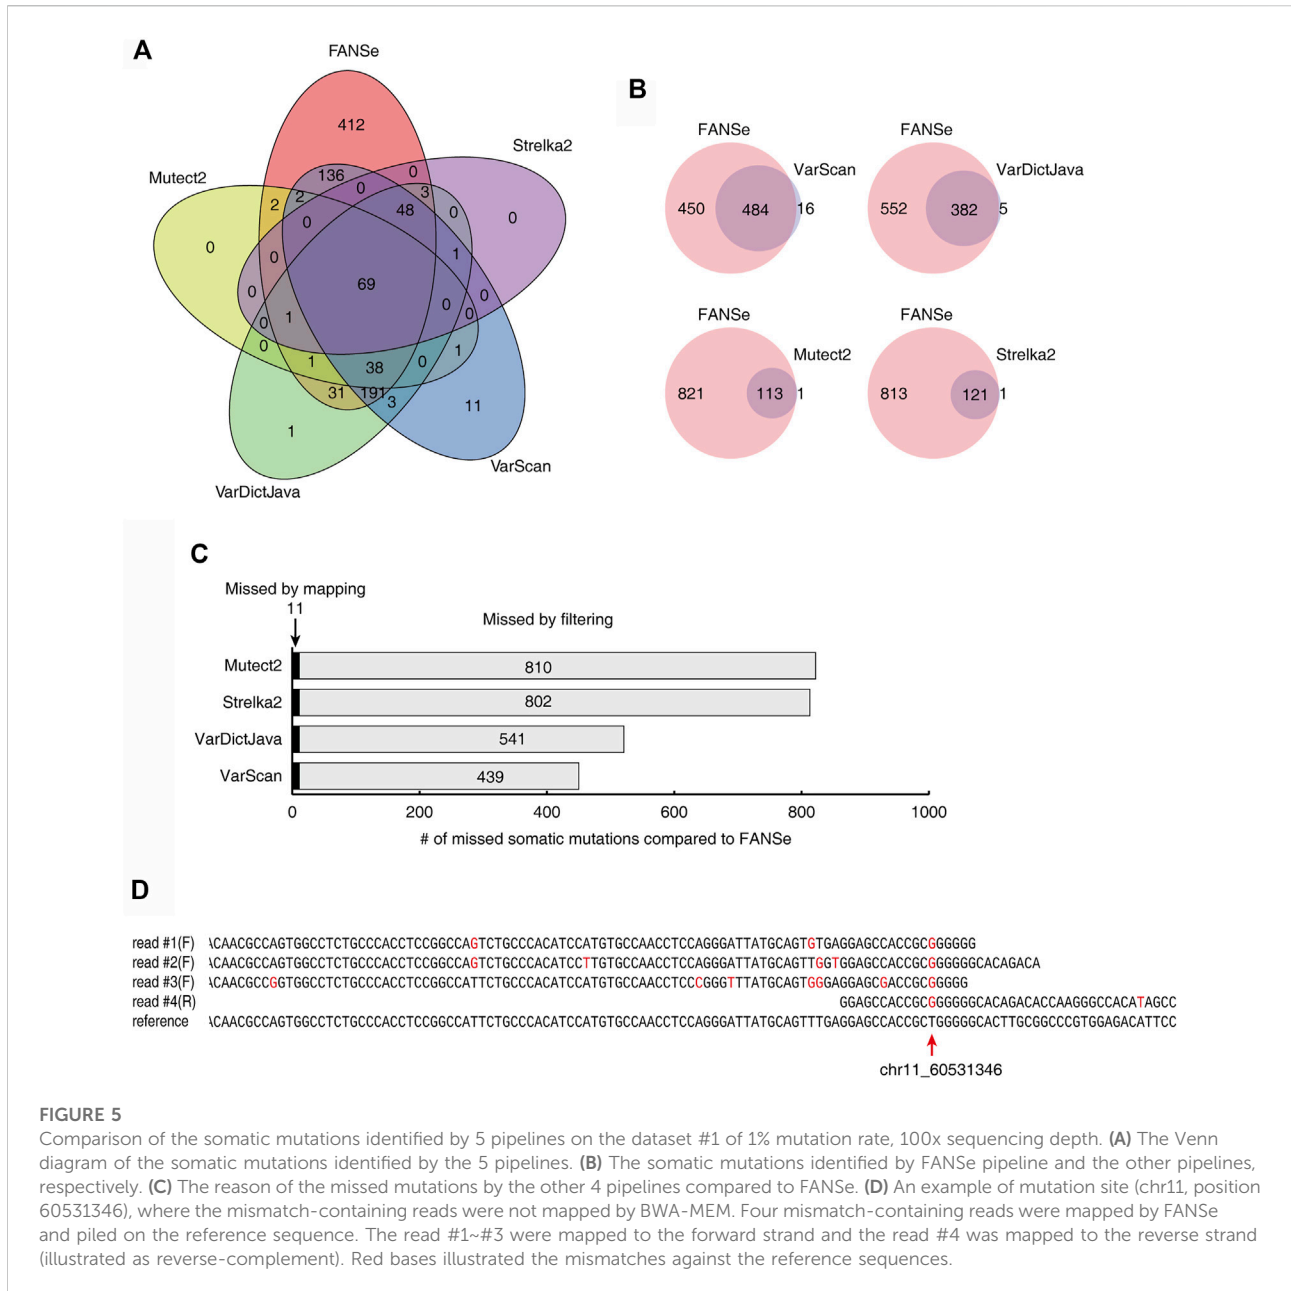 A
FANSe
412
Strelka2
Mutect2
136
0
0
3
2
2
0
48
0
0
0
0
1
69
0
0
0
0
0
1
0
0
1
38
0
1
31
191
3
11
1
VarScan
VarDictJava
B
FANSe
VarScan
450
484
16
FANSe
VarDictJava
552
382
5
FANSe
Mutect2
821
113
1
FANSe
Strelka2
813
121
1
C
Missed by mapping
11
Missed by filtering
Mutect2
810
Strelka2
802
VarDictJava
541
VarScan
439
0 200 400 600 800 1000
# of missed somatic mutations compared to FANSe
D
read #1(F) ACAACGCCAGTGGCCTCTGCCCACCTCCGGCCAGTCTGCCCACATCCATGTGCCAACCTCCAGGGATTATGCAGTGTGAGGAGCCACCGCGGGGGG
read #2(F) ACAACGCCAGTGGCCTCTGCCCACCTCCGGCCAGTCTGCCCACATCCTTGTGCCAACCTCCAGGGATTATGCAGTTGGTGGAGCCACCGCGGGGGGCACAGACA
read #3(F) ACAACGCCGGTGGCCTCTGCCCACCTCCGGCCATTCTGCCCACATCCATGTGCCAACCTCCCGGGTTTATGCAGTGGGAGGAGCGACCGCGGGGG
read #4(R) GGAGCCACCGCGGGGGGCACAGACACCAAGGGCCACATAGCC
reference ACAACGCCAGTGGCCTCTGCCCACCTCCGGCCATTCTGCCCACATCCATGTGCCAACCTCCAGGGATTATGCAGTTTGAGGAGCCACCGCTGGGGGCACTTGCGGCCCGTGGAGACATTCC
chr11_60531346
FIGURE 5
Comparison of the somatic mutations identified by 5 pipelines on the dataset #1 of 1% mutation rate, 100x sequencing depth. (A) The Venn
diagram of the somatic mutations identified by the 5 pipelines. (B) The somatic mutations identified by FANSe pipeline and the other pipelines,
respectively. (C) The reason of the missed mutations by the other 4 pipelines compared to FANSe. (D) An example of mutation site (chr11, position
60531346), where the mismatch-containing reads were not mapped by BWA-MEM. Four mismatch-containing reads were mapped by FANSe
and piled on the reference sequence. The read #1~#3 were mapped to the forward strand and the read #4 was mapped to the reverse strand
(illustrated as reverse-complement). Red bases illustrated the mismatches against the reference sequences.